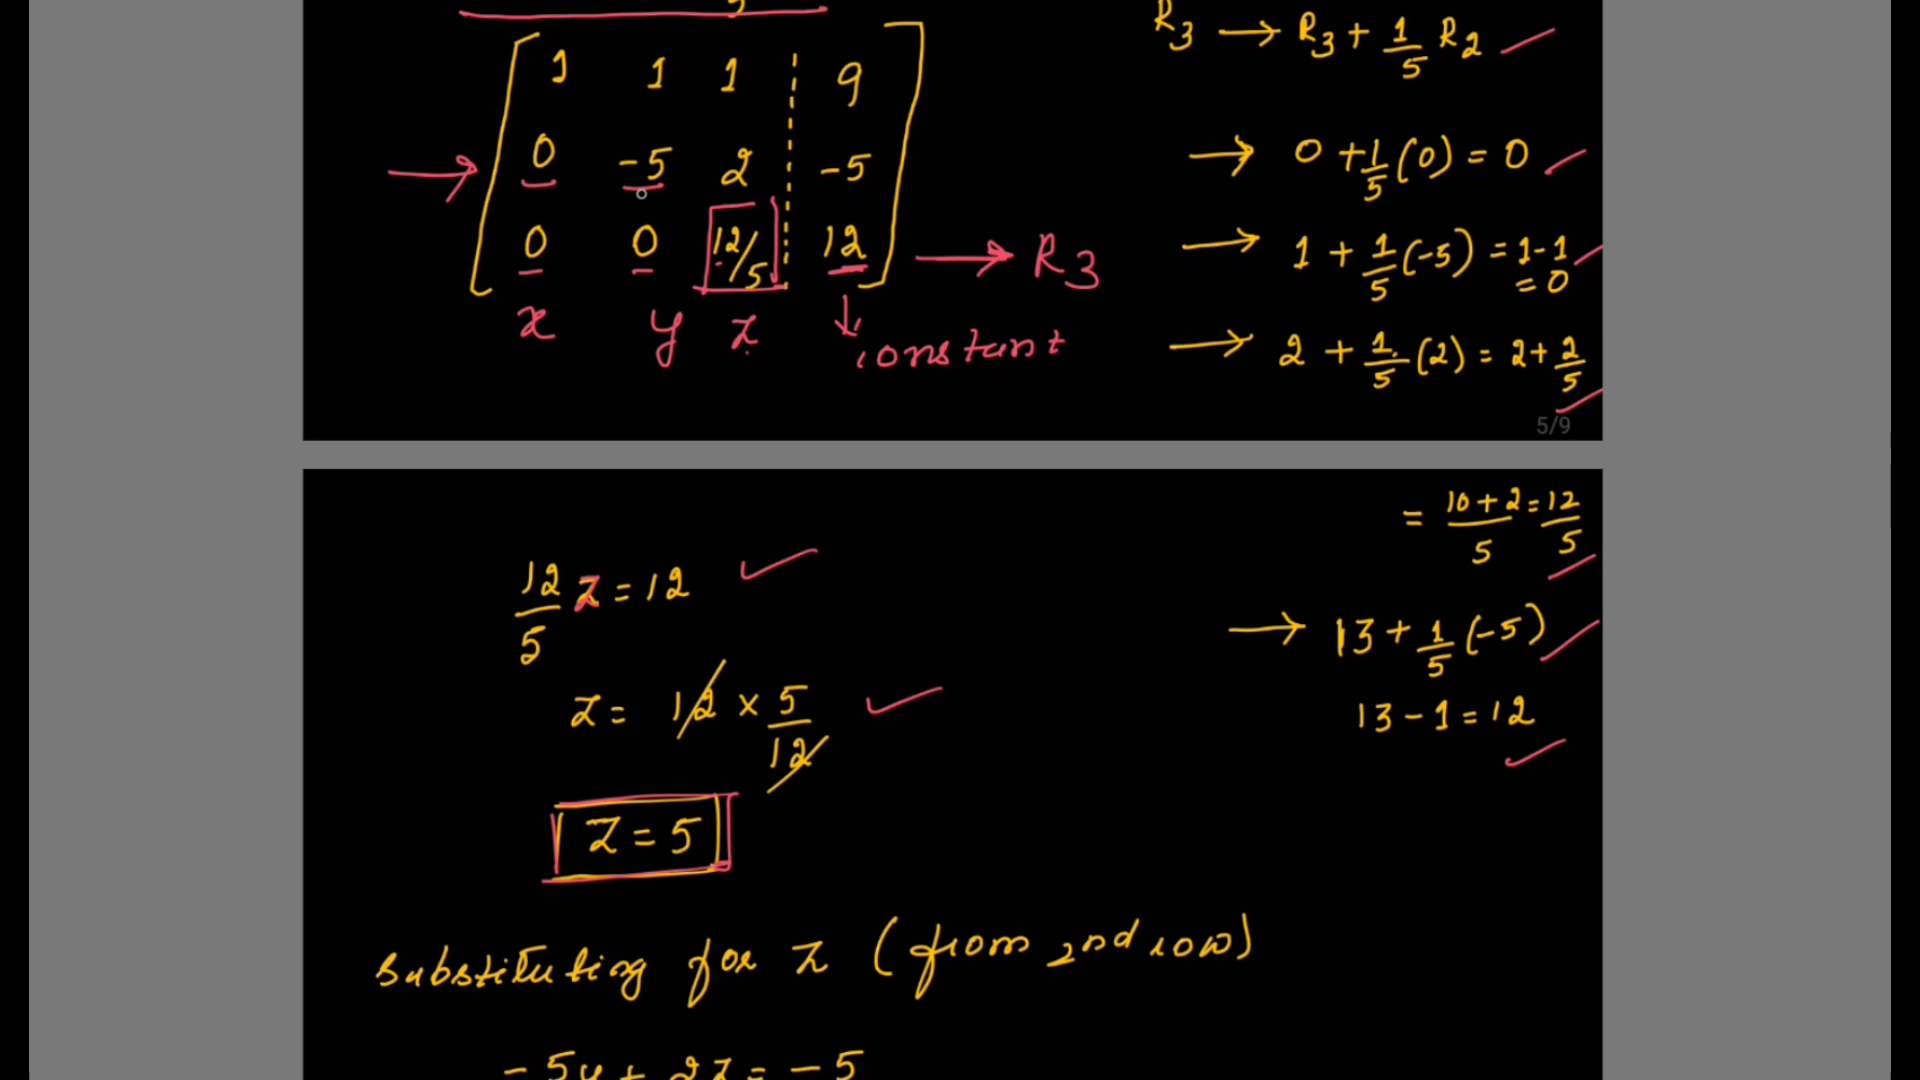 R3 → R3 + 1/5 R2
1 1 1 9
0 -5 2 -5
0 0 12/5 12 → R3
x y z ↓ constant
→ 0 + 1/5 (0) = 0
→ 1 + 1/5 (-5) = 1-1
= 0
→ 2 + 1/5 (2) = 2 + 2/5
5/9
= 10+2/5 = 12/5
→ 13 + 1/5 (-5)
13 - 1 = 12
12/5 z = 12
z = 12 × 5/12
z = 5
substituting for z (from 2nd row)
-5y + 2z = -5